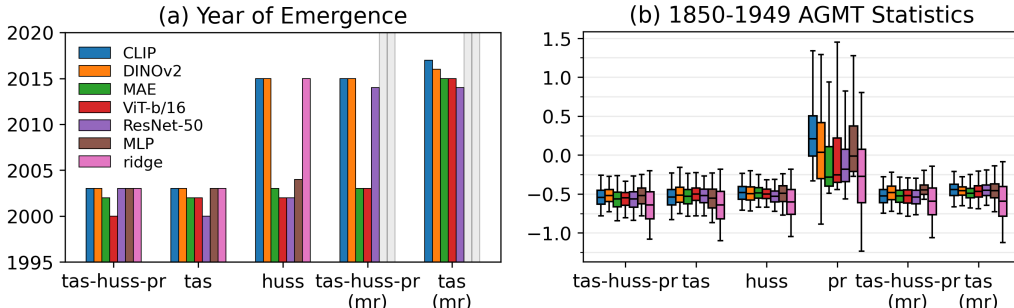 (a) Year of Emergence
2020
2015
2010
2005
2000
1995
CLIP
DINOv2
MAE
ViT-b/16
ResNet-50
MLP
ridge
tas-huss-pr tas huss tas-huss-pr tas
(mr) (mr)
(b) 1850-1949 AGMT Statistics
1.5
1.0
0.5
0.0
−0.5
−1.0
tas-huss-pr tas huss pr tas-huss-pr tas
(mr) (mr)